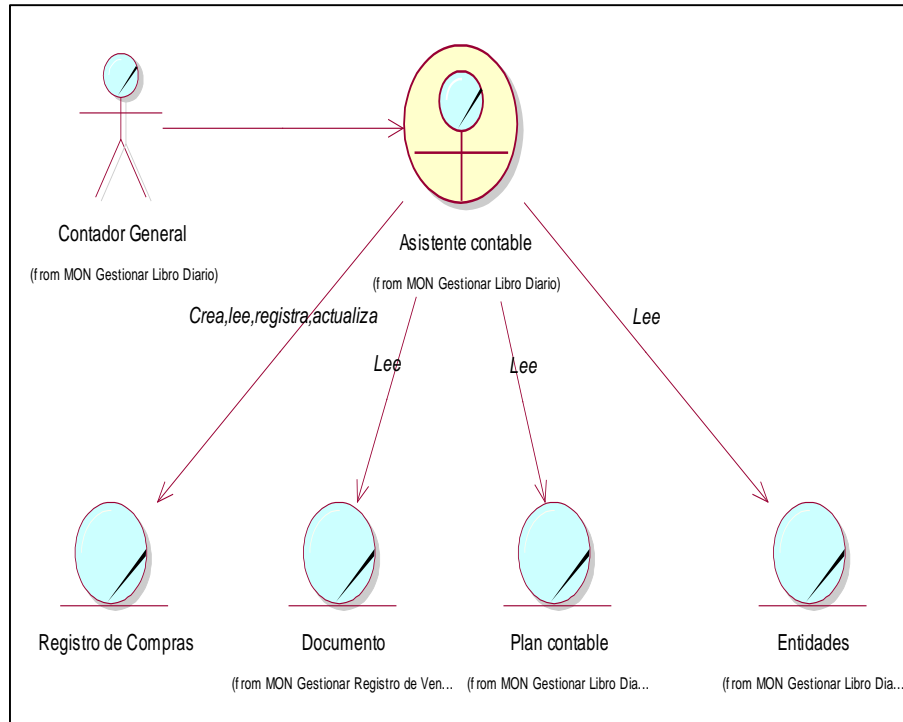 Contador General
(from MON Gestionar Libro Diario)
Asistente contable
(from MON Gestionar Libro Diario)
Crea,lee,registra,actualiza
Lee
Lee
Lee
Registro de Compras
Documento
(from MON Gestionar Registro de Ven...
Plan contable
(from MON Gestionar Libro Dia...
Entidades
(from MON Gestionar Libro Dia...